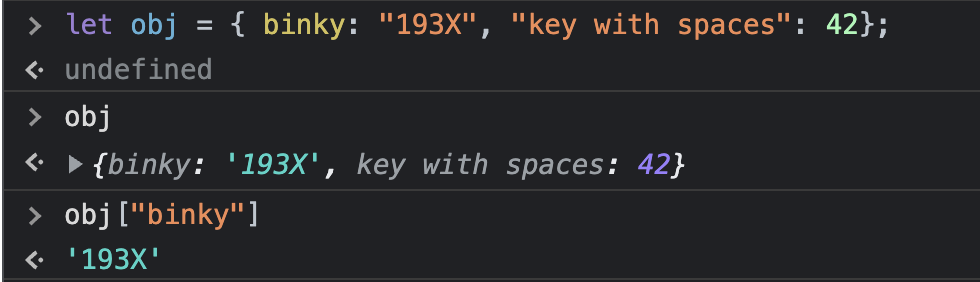 > let obj = { binky: "193X", "key with spaces": 42};
<· undefined
> obj
<· ▶{binky: '193X', key with spaces: 42}
> obj["binky"]
<· '193X'